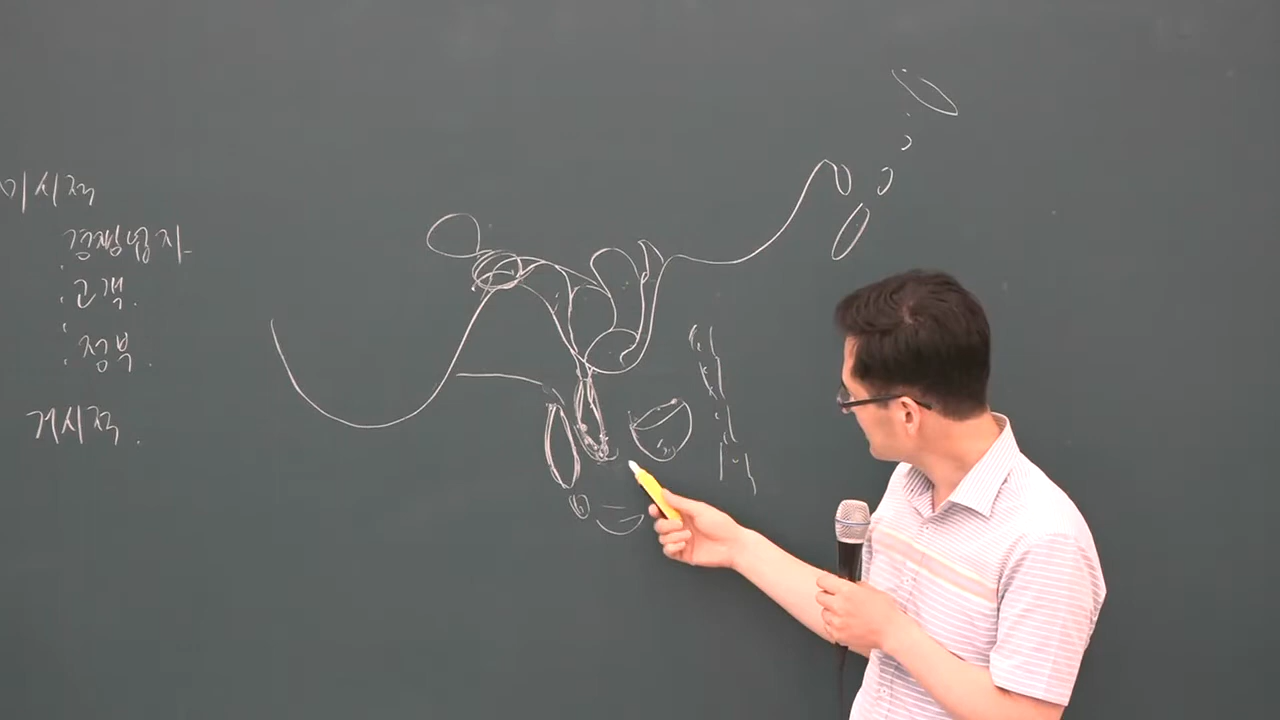 미시적
경쟁업자
고객.
정부.
거시적.